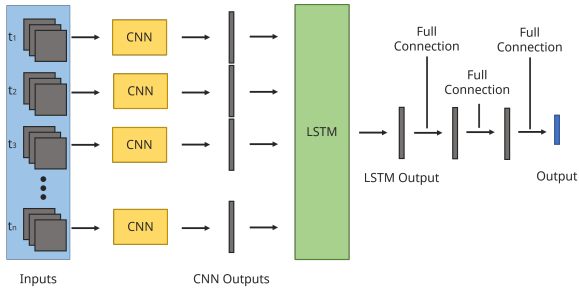 t1
CNN
t2
CNN
t3
CNN
tn
CNN
Inputs
CNN Outputs
LSTM
LSTM Output
Full
Connection
Full
Connection
Full
Connection
Output